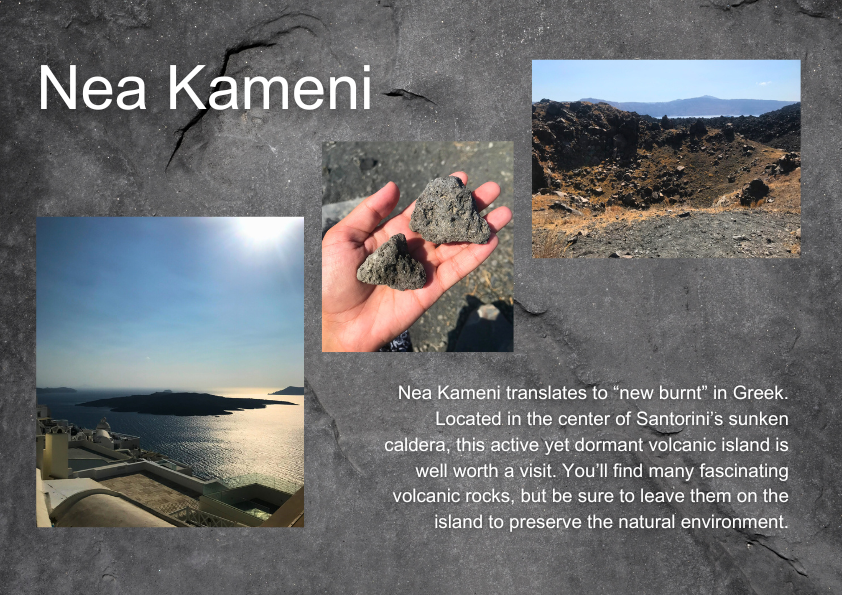 Nea Kameni
Nea Kameni translates to “new burnt” in Greek.
Located in the center of Santorini’s sunken
caldera, this active yet dormant volcanic island is
well worth a visit. You’ll find many fascinating
volcanic rocks, but be sure to leave them on the
island to preserve the natural environment.